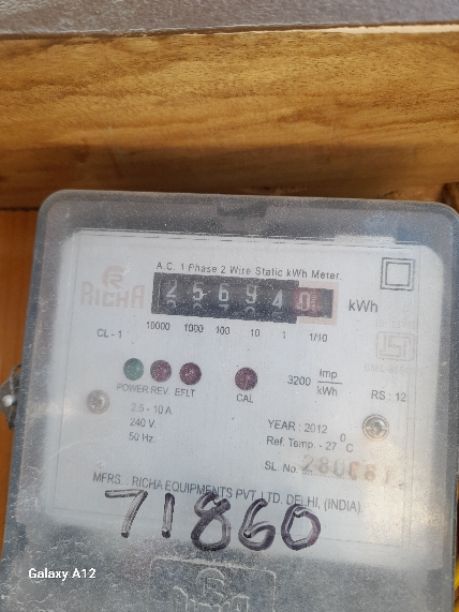 A.C. 1 Phase 2 Wire Static kWh Meter.
RICHA
256940 kWh
CL - 1 10000 1000 100 10 1 1/10
3200 imp/kWh
POWER REV. EFLT CAL RS : 12
2.5 - 10 A
240 V.
50 Hz.
YEAR : 2012
Ref. Temp. - 27 0 C
SL. No.
MFRS. : RICHA EQUIPMENTS PVT. LTD. DELHI, (INDIA)
71860
Galaxy A12
RICHA